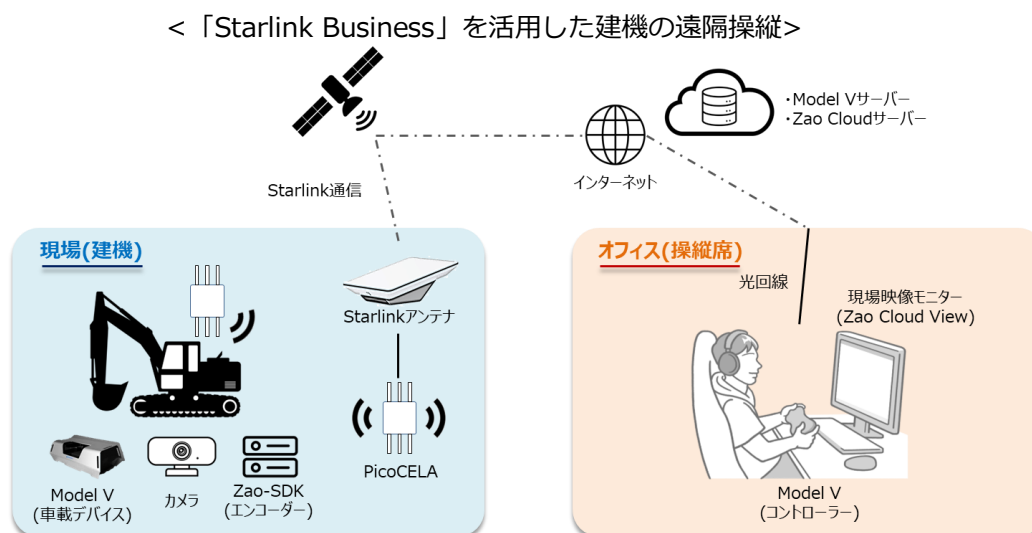 <「Starlink Business」を活用した建機の遠隔操縦>
・Model Vサーバー
・Zao Cloudサーバー
インターネット
Starlink通信
現場(建機)
Starlinkアンテナ
PicoCELA
Model V
(車載デバイス)
カメラ
Zao-SDK
(エンコーダー)
オフィス(操縦席)
光回線
現場映像モニター
(Zao Cloud View)
Model V
(コントローラー)